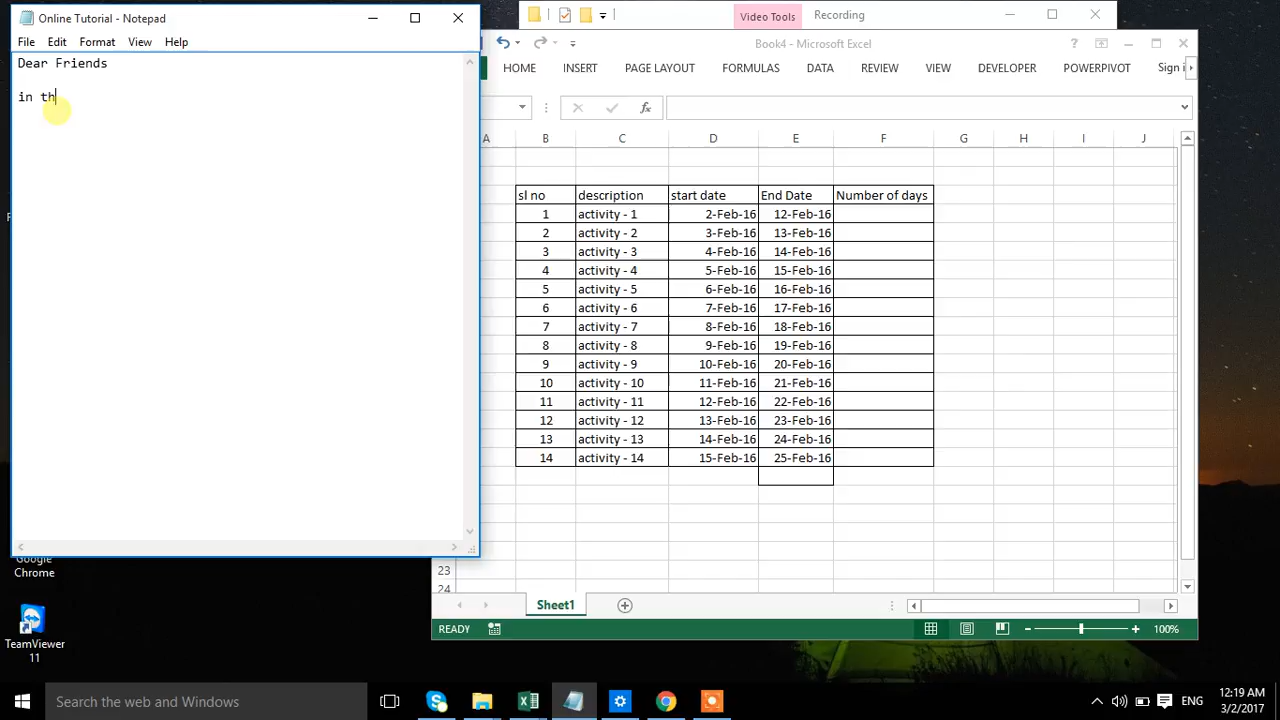 Online Tutorial - Notepad
File Edit Format View Help
Dear Friends
in th
Video Tools Recording
Book4 - Microsoft Excel
HOME INSERT PAGE LAYOUT FORMULAS DATA REVIEW VIEW DEVELOPER POWERPIVOT Sign i
fx
A B C D E F G H I J
sl no description start date End Date Number of days
1 activity - 1 2-Feb-16 12-Feb-16
2 activity - 2 3-Feb-16 13-Feb-16
3 activity - 3 4-Feb-16 14-Feb-16
4 activity - 4 5-Feb-16 15-Feb-16
5 activity - 5 6-Feb-16 16-Feb-16
6 activity - 6 7-Feb-16 17-Feb-16
7 activity - 7 8-Feb-16 18-Feb-16
8 activity - 8 9-Feb-16 19-Feb-16
9 activity - 9 10-Feb-16 20-Feb-16
10 activity - 10 11-Feb-16 21-Feb-16
11 activity - 11 12-Feb-16 22-Feb-16
12 activity - 12 13-Feb-16 23-Feb-16
13 activity - 13 14-Feb-16 24-Feb-16
14 activity - 14 15-Feb-16 25-Feb-16
23
24
Sheet1
READY 100%
Google
Chrome
TeamViewer
11
Search the web and Windows
ENG
12:19 AM
3/2/2017